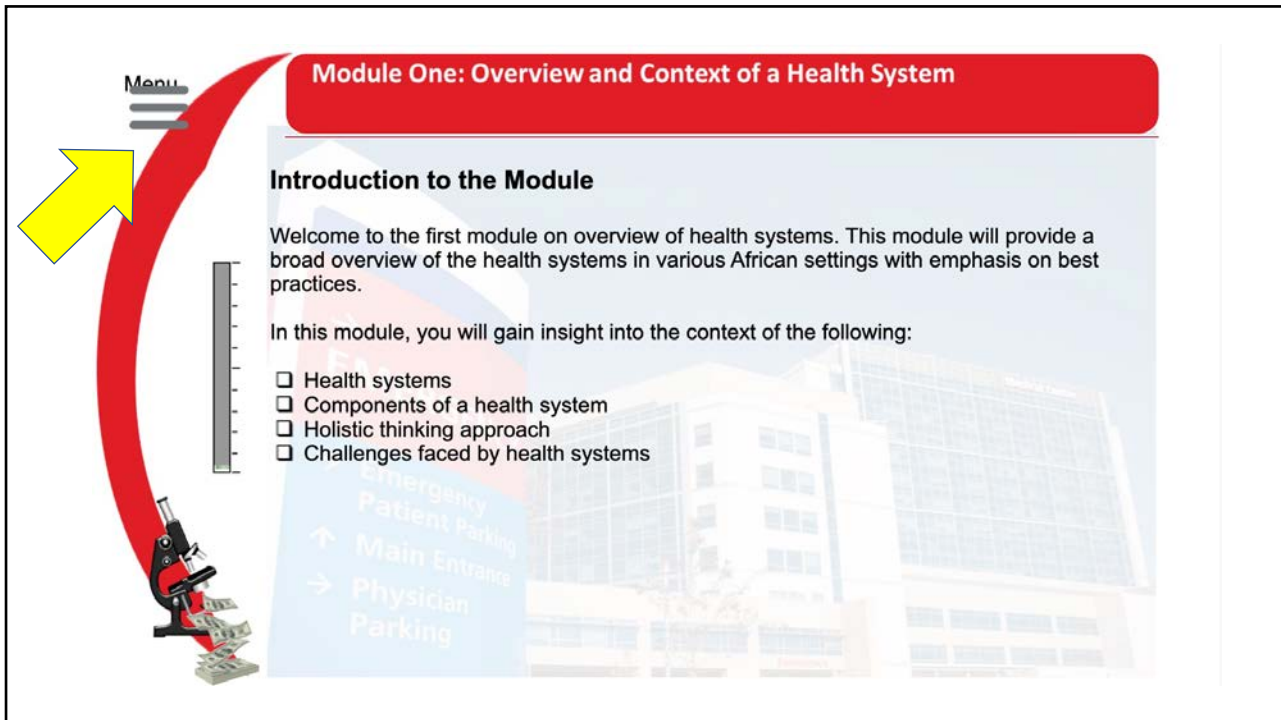 Menu
Module One: Overview and Context of a Health System
Introduction to the Module
Welcome to the first module on overview of health systems. This module will provide a
broad overview of the health systems in various African settings with emphasis on best
practices.
In this module, you will gain insight into the context of the following:
❑ Health systems
❑ Components of a health system
❑ Holistic thinking approach
❑ Challenges faced by health systems
Emergency
Patient Parking
↑ Main Entrance
→ Physician
Parking